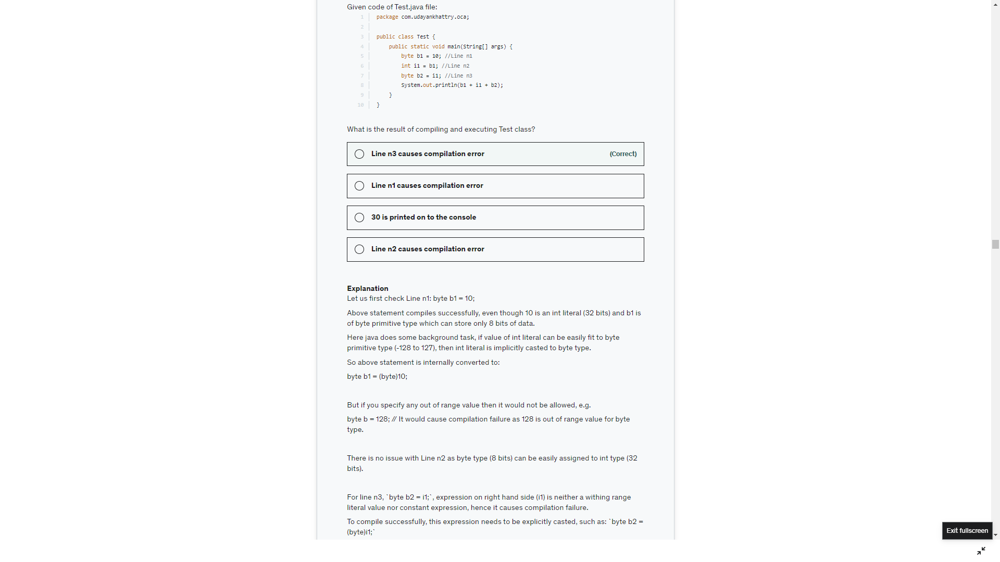 Given code of Test.java file:
1 package com.udayankhattry.oca;
2
3 public class Test {
4 public static void main(String[] args) {
5 byte b1 = 10; //Line n1
6 int i1 = b1; //Line n2
7 byte b2 = i1; //Line n3
8 System.out.println(b1 + i1 + b2);
9 }
10 }
What is the result of compiling and executing Test class?
Line n3 causes compilation error (Correct)
Line n1 causes compilation error
30 is printed on to the console
Line n2 causes compilation error
Explanation
Let us first check Line n1: byte b1 = 10;
Above statement compiles successfully, even though 10 is an int literal (32 bits) and b1 is
of byte primitive type which can store only 8 bits of data.
Here java does some background task, if value of int literal can be easily fit to byte
primitive type (-128 to 127), then int literal is implicitly casted to byte type.
So above statement is internally converted to:
byte b1 = (byte)10;
But if you specify any out of range value then it would not be allowed, e.g.
byte b = 128; // It would cause compilation failure as 128 is out of range value for byte
type.
There is no issue with Line n2 as byte type (8 bits) can be easily assigned to int type (32
bits).
For line n3, `byte b2 = i1;`, expression on right hand side (i1) is neither a withing range
literal value nor constant expression, hence it causes compilation failure.
To compile successfully, this expression needs to be explicitly casted, such as: `byte b2 =
(byte)i1;`
Exit fullscreen